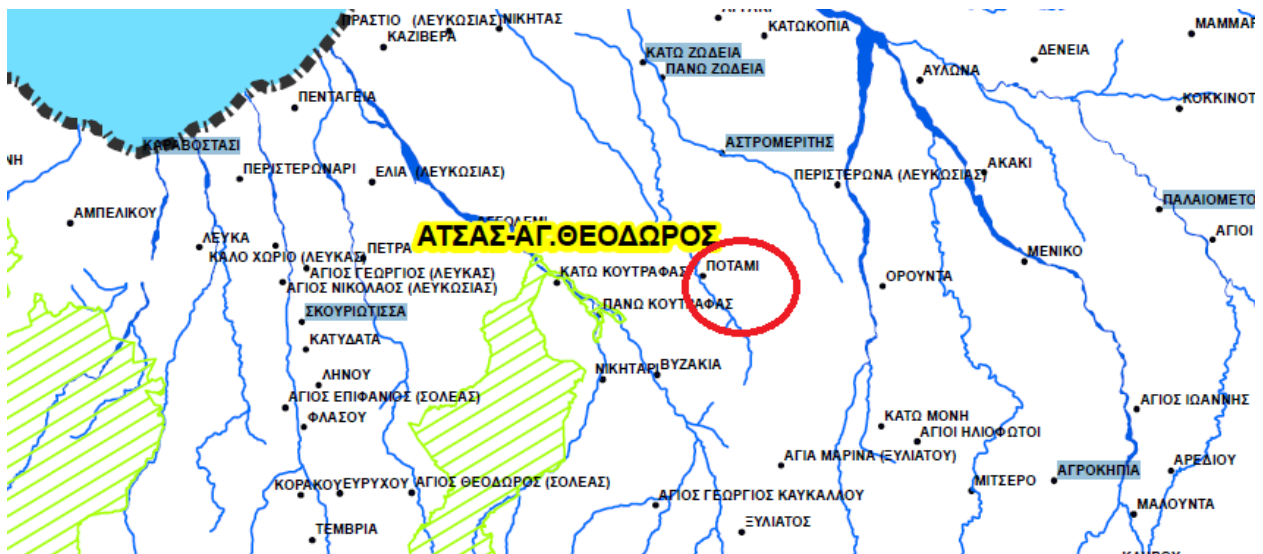 ΠΡΑΣΤΙΟ (ΛΕΥΚΩΣΙΑΣ)
ΝΙΚΗΤΑΣ
ΚΑΖΙΒΕΡΑ
ΚΑΤΩΚΟΠΙΑ
ΜΑΜΜΑΡ
ΔΕΝΕΙΑ
ΚΑΤΩ ΖΩΔΕΙΑ
ΠΑΝΩ ΖΩΔΕΙΑ
ΑΥΛΩΝΑ
ΠΕΝΤΑΓΕΙΑ
ΚΟΚΚΙΝΟΤ
ΚΑΡΑΒΟΣΤΑΣΙ
ΑΣΤΡΟΜΕΡΙΤΗΣ
ΝΗ
ΠΕΡΙΣΤΕΡΩΝΑΡΙ
ΕΛΙΑ (ΛΕΥΚΩΣΙΑΣ)
ΠΕΡΙΣΤΕΡΩΝΑ (ΛΕΥΚΩΣΙΑΣ)
ΑΚΑΚΙ
ΠΑΛΑΙΟΜΕΤΟ
ΑΜΠΕΛΙΚΟΥ
ΑΤΣΑΣ-ΑΓ.ΘΕΟΔΩΡΟΣ
ΛΕΥΚΑ
ΠΕΤΡΑ
ΑΓΙΟΙ
ΜΕΝΙΚΟ
ΚΑΛΟ ΧΩΡΙΟ (ΛΕΥΚΑΣ)
ΑΓΙΟΣ ΓΕΩΡΓΙΟΣ (ΛΕΥΚΑΣ)
ΑΓΙΟΣ ΝΙΚΟΛΑΟΣ (ΛΕΥΚΩΣΙΑΣ)
ΚΑΤΩ ΚΟΥΤΡΑΦΑΣ
ΠΟΤΑΜΙ
ΟΡΟΥΝΤΑ
ΠΑΝΩ ΚΟΥΤΡΑΦΑΣ
ΣΚΟΥΡΙΩΤΙΣΣΑ
ΚΑΤΥΔΑΤΑ
ΝΙΚΗΤΑΡΙ
ΒΥΖΑΚΙΑ
ΛΗΝΟΥ
ΑΓΙΟΣ ΕΠΙΦΑΝΙΟΣ (ΣΟΛΕΑΣ)
ΑΓΙΟΣ ΙΩΑΝΝΗΣ
ΦΛΑΣΟΥ
ΚΑΤΩ ΜΟΝΗ
ΑΓΙΟΙ ΗΛΙΟΦΩΤΟΙ
ΑΓΙΑ ΜΑΡΙΝΑ (ΞΥΛΙΑΤΟΥ)
ΑΓΡΟΚΗΠΙΑ
ΑΡΕΔΙΟΥ
ΚΟΡΑΚΟΥ
ΕΥΡΥΧΟΥ
ΑΓΙΟΣ ΘΕΟΔΩΡΟΣ (ΣΟΛΕΑΣ)
ΜΙΤΣΕΡΟ
ΑΓΙΟΣ ΓΕΩΡΓΙΟΣ ΚΑΥΚΑΛΛΟΥ
ΜΑΛΟΥΝΤΑ
ΤΕΜΒΡΙΑ
ΞΥΛΙΑΤΟΣ